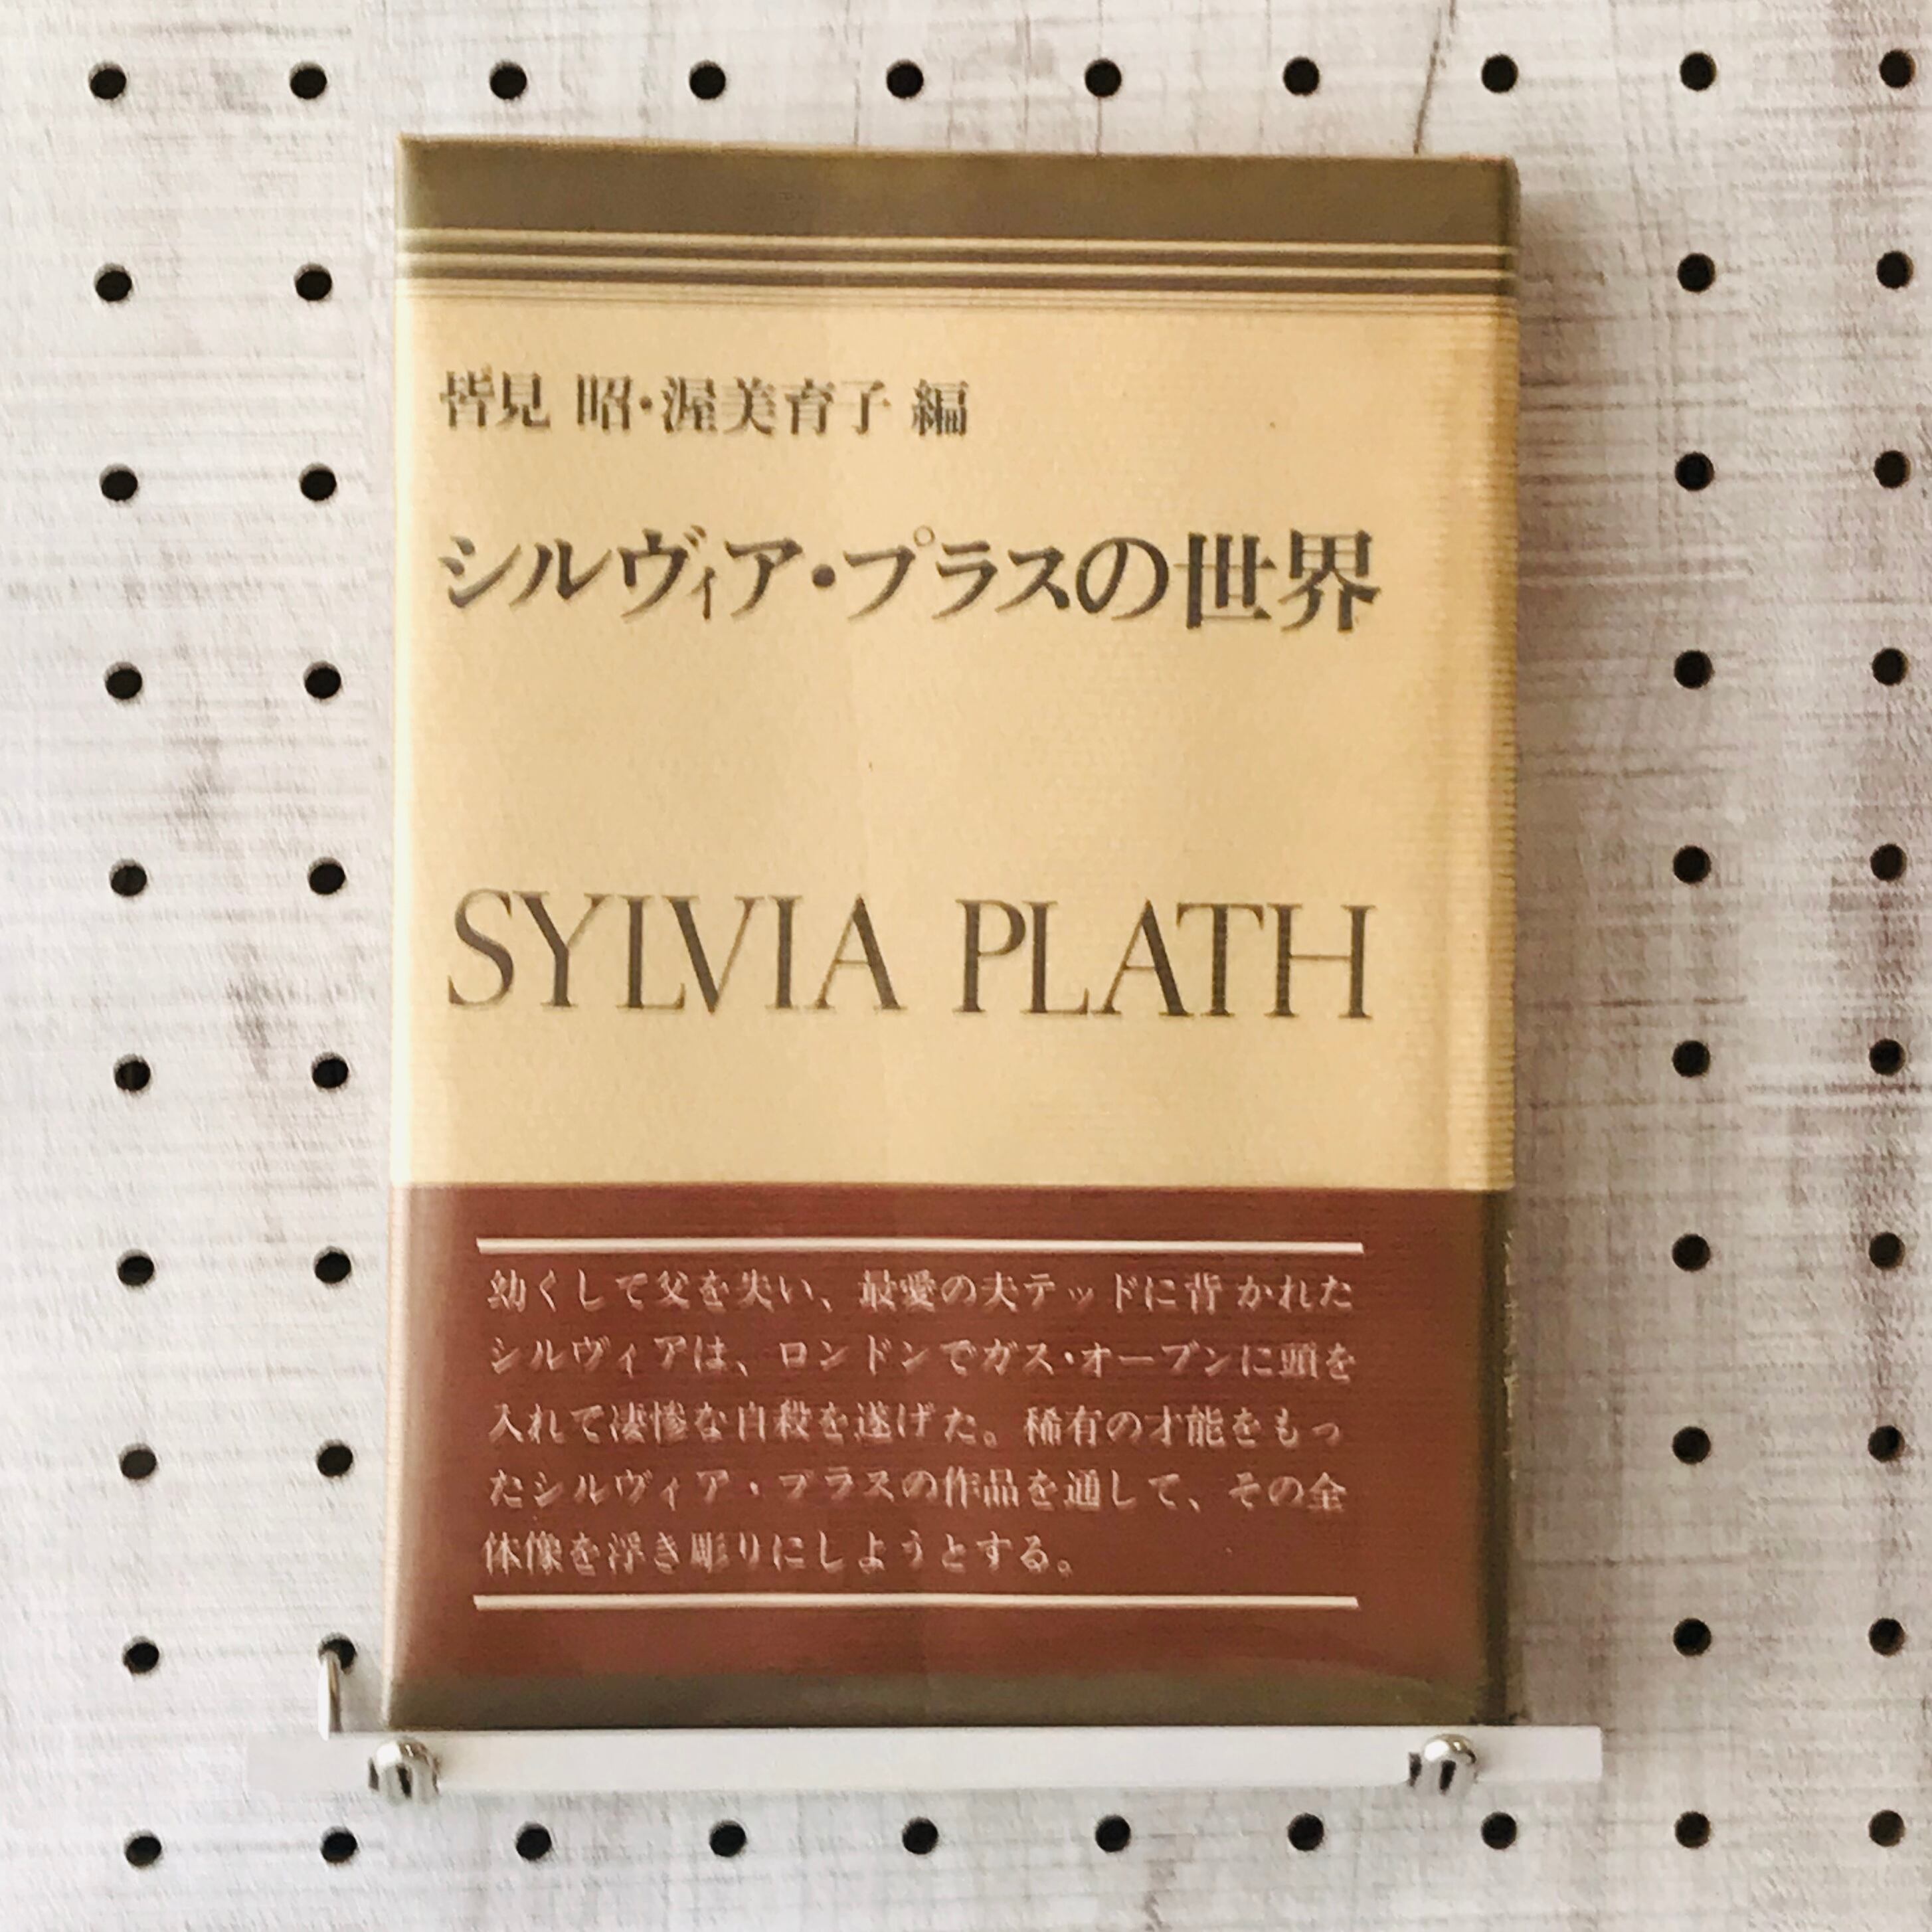 皆見 昭・渥美育子 編
シルヴィア・プラスの世界
SYLVIA PLATH
幼くして父を失い、最愛の夫テッドに背かれた
シルヴィアは、ロンドンでガス・オーブンに頭を
入れて凄惨な自殺を遂げた。稀有の才能をもっ
たシルヴィア・プラスの作品を通して、その全
体像を浮き彫りにしようとする。